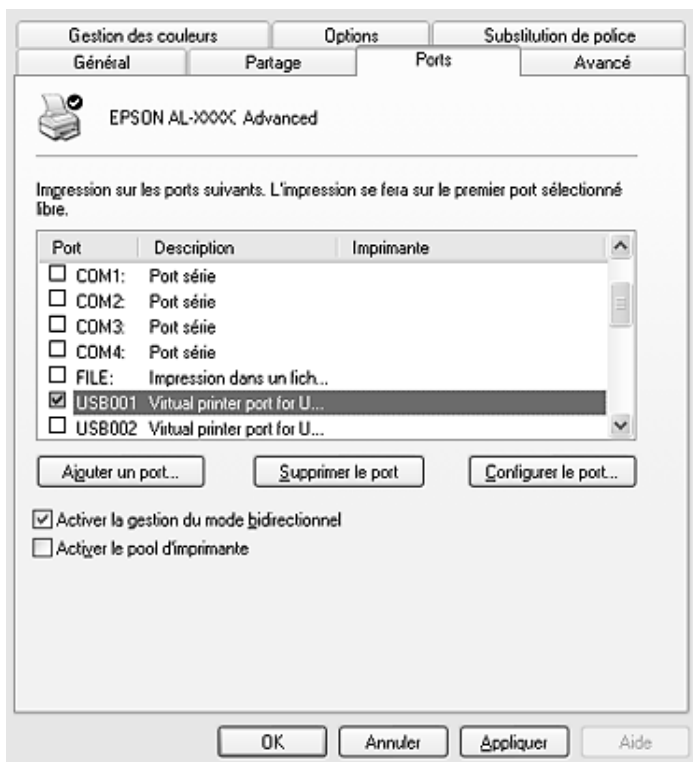 Gestion des couleurs Options Substitution de police
Général Partage Ports Avancé
EPSON AL-XXXX Advanced
Impression sur les ports suivants. L'impression se fera sur le premier port sélectionné
libre.
Port Description Imprimante
COM1: Port série
COM2: Port série
COM3: Port série
COM4: Port série
FILE: Impression dans un fich...
USB001 Virtual printer port for U...
USB002 Virtual printer port for U...
Ajouter un port... Supprimer le port Configurer le port...
Activer la gestion du mode bidirectionnel
Activer le pool d'imprimante
OK Annuler Appliquer Aide